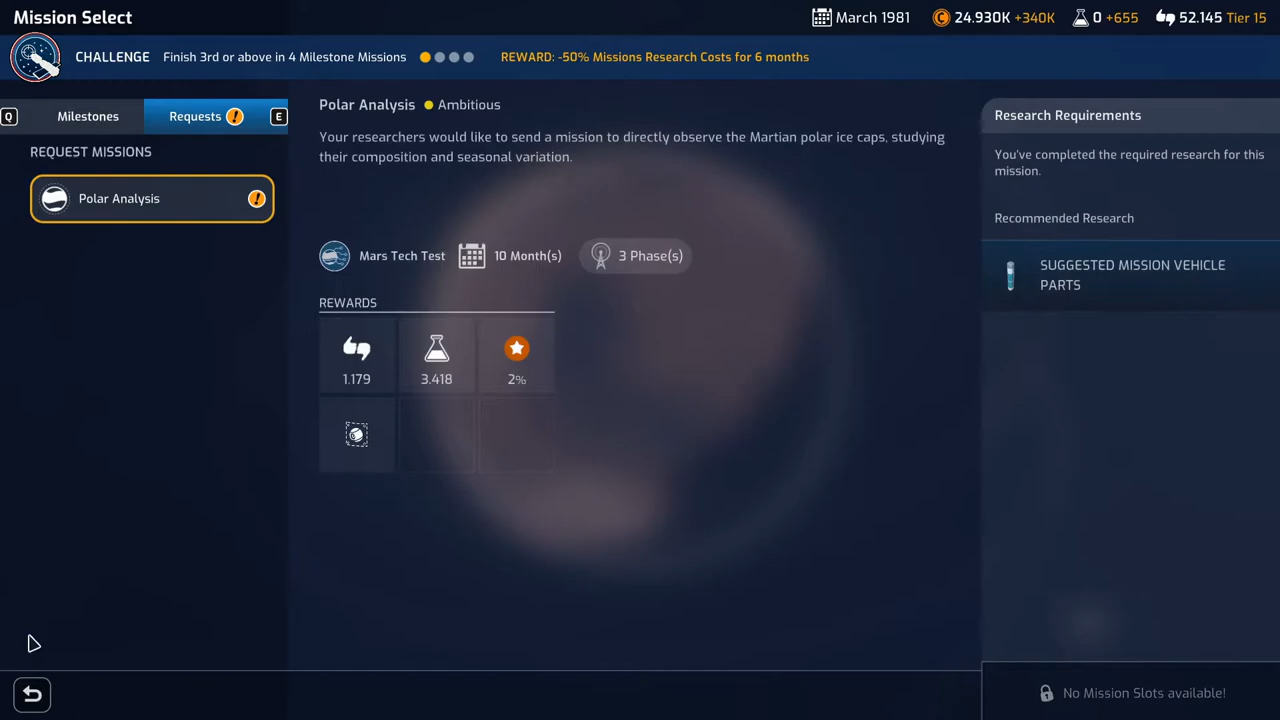 Mission Select
March 1981
24.930K +340K
0 +655
52.145 Tier 15
CHALLENGE Finish 3rd or above in 4 Milestone Missions REWARD: -50% Missions Research Costs for 6 months
Q Milestones Requests ! E
REQUEST MISSIONS
Polar Analysis !
Polar Analysis Ambitious
Your researchers would like to send a mission to directly observe the Martian polar ice caps, studying
their composition and seasonal variation.
Mars Tech Test 10 Month(s) 3 Phase(s)
REWARDS
1.179 3.418 2%
Research Requirements
You've completed the required research for this
mission.
Recommended Research
SUGGESTED MISSION VEHICLE
PARTS
No Mission Slots available!